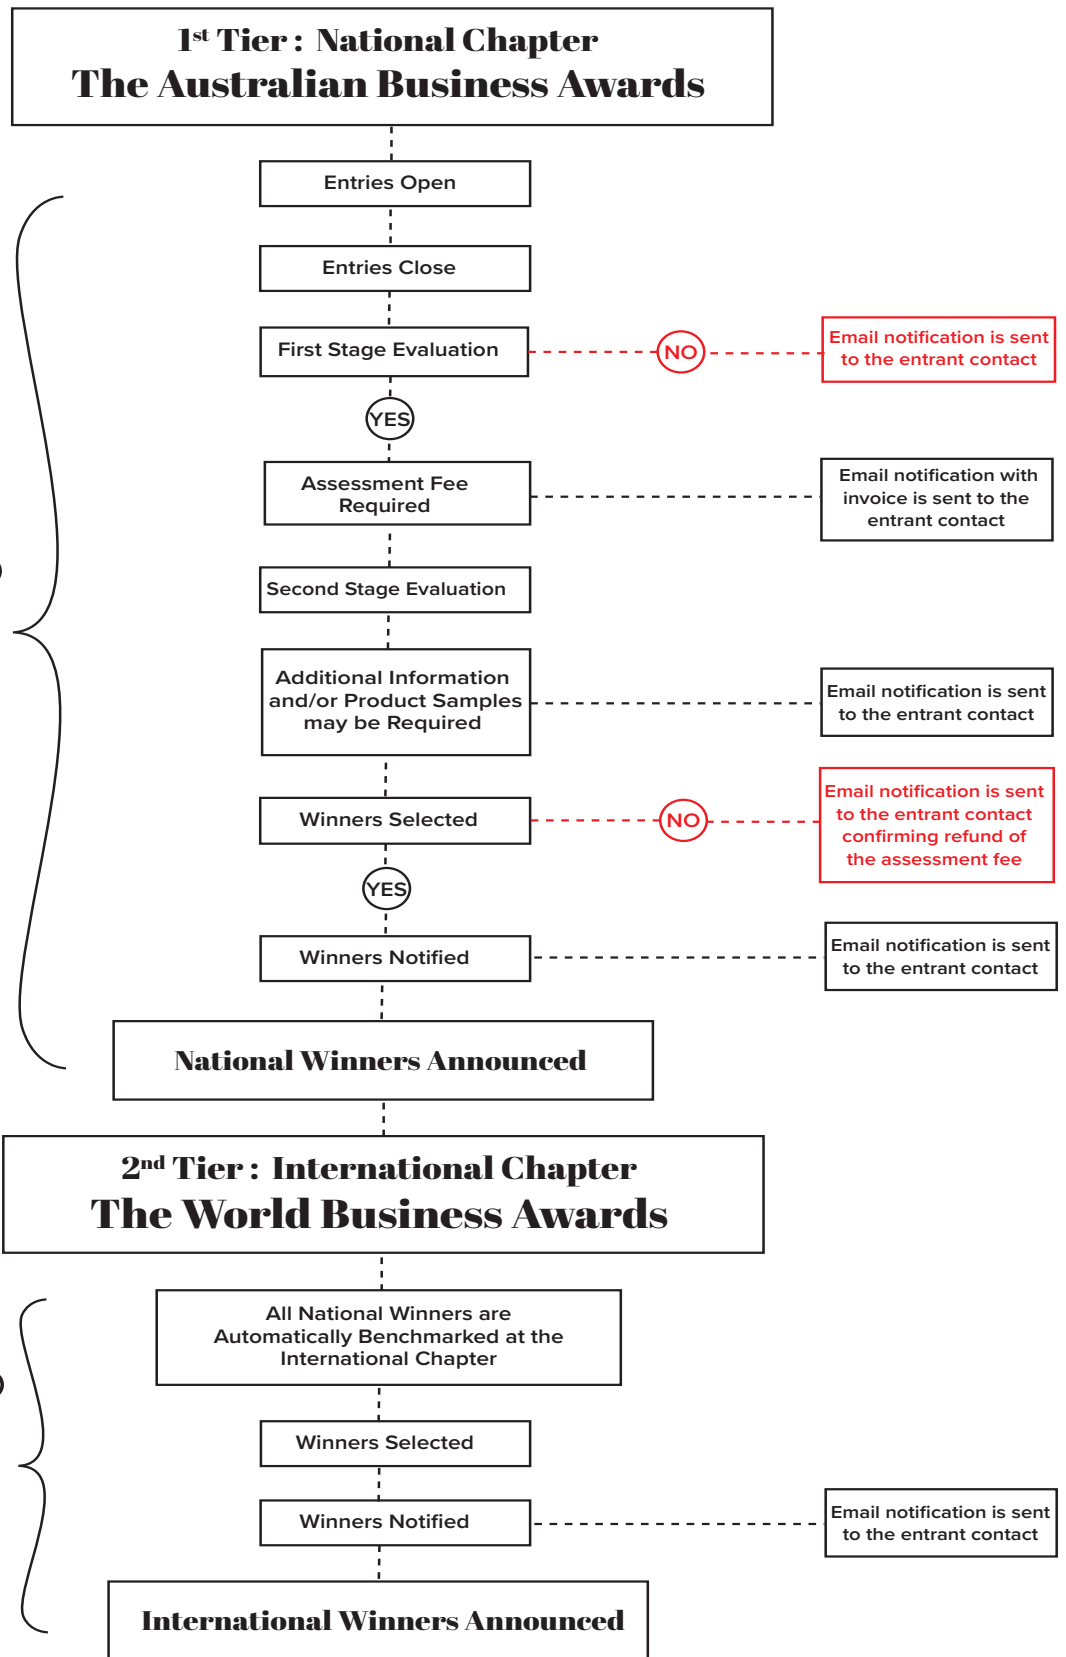 1st Tier : National Chapter
The Australian Business Awards
Entries Open
Entries Close
First Stage Evaluation
NO
Email notification is sent
to the entrant contact
YES
Assessment Fee
Required
Email notification with
invoice is sent to the
entrant contact
Second Stage Evaluation
Additional Information
and/or Product Samples
may be Required
Email notification is sent
to the entrant contact
Winners Selected
NO
Email notification is sent
to the entrant contact
confirming refund of
the assessment fee
YES
Winners Notified
Email notification is sent
to the entrant contact
National Winners Announced
2nd Tier : International Chapter
The World Business Awards
All National Winners are
Automatically Benchmarked at the
International Chapter
Winners Selected
Winners Notified
Email notification is sent
to the entrant contact
International Winners Announced